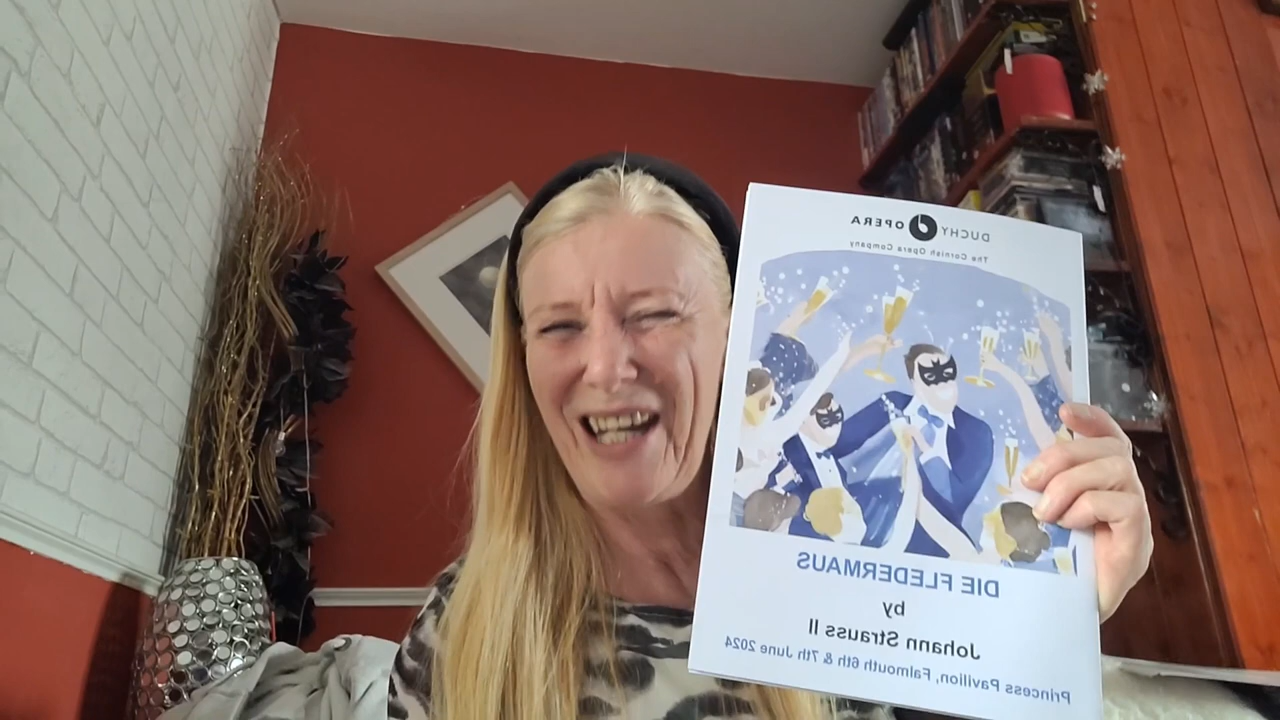 DUCHY OPERA
The Cornish Opera Company
DIE FLEDERMAUS
by
Johann Strauss II
Princess Pavilion, Falmouth 6th & 7th June 2024